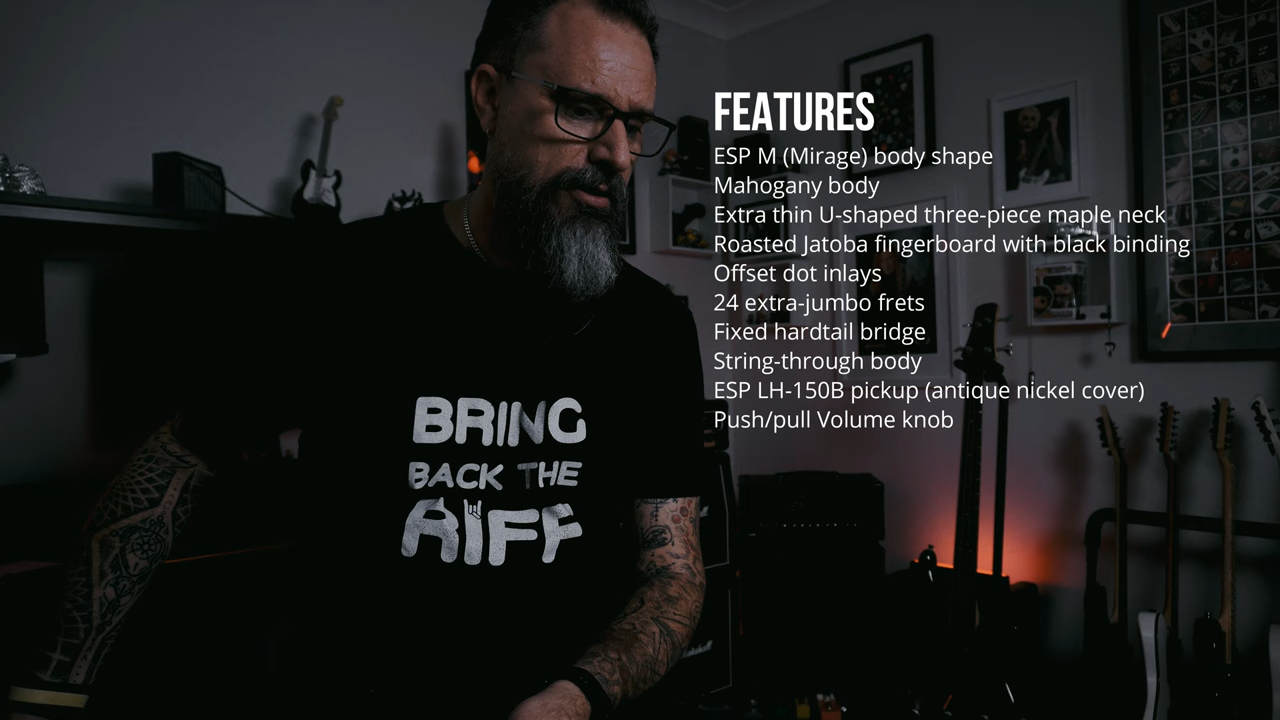 FEATURES
ESP M (Mirage) body shape
Mahogany body
Extra thin U-shaped three-piece maple neck
Roasted Jatoba fingerboard with black binding
Offset dot inlays
24 extra-jumbo frets
Fixed hardtail bridge
String-through body
ESP LH-150B pickup (antique nickel cover)
Push/pull Volume knob
BRING
BACK THE
RIFF
Marshall